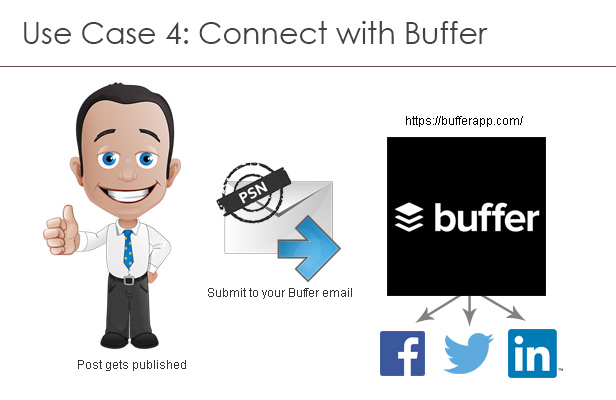 Use Case 4: Connect with Buffer
https://bufferapp.com/
PSN
buffer
Submit to your Buffer email
f
in
TM
Post gets published